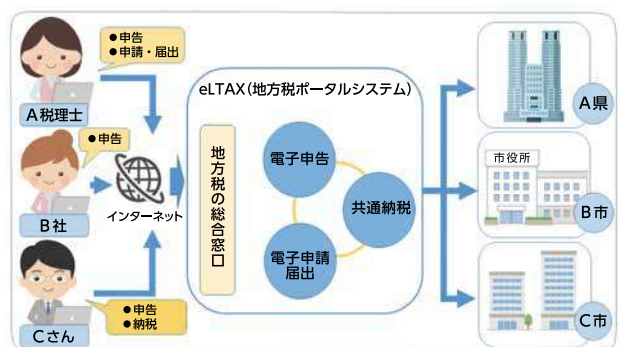 ●申告
●申請・届出
A税理士
●申告
B社
インターネット
●申告
●納税
Cさん
eLTAX(地方税ポータルシステム)
地方税の総合窓口
電子申告
共通納税
電子申請
届出
A県
市役所
B市
C市